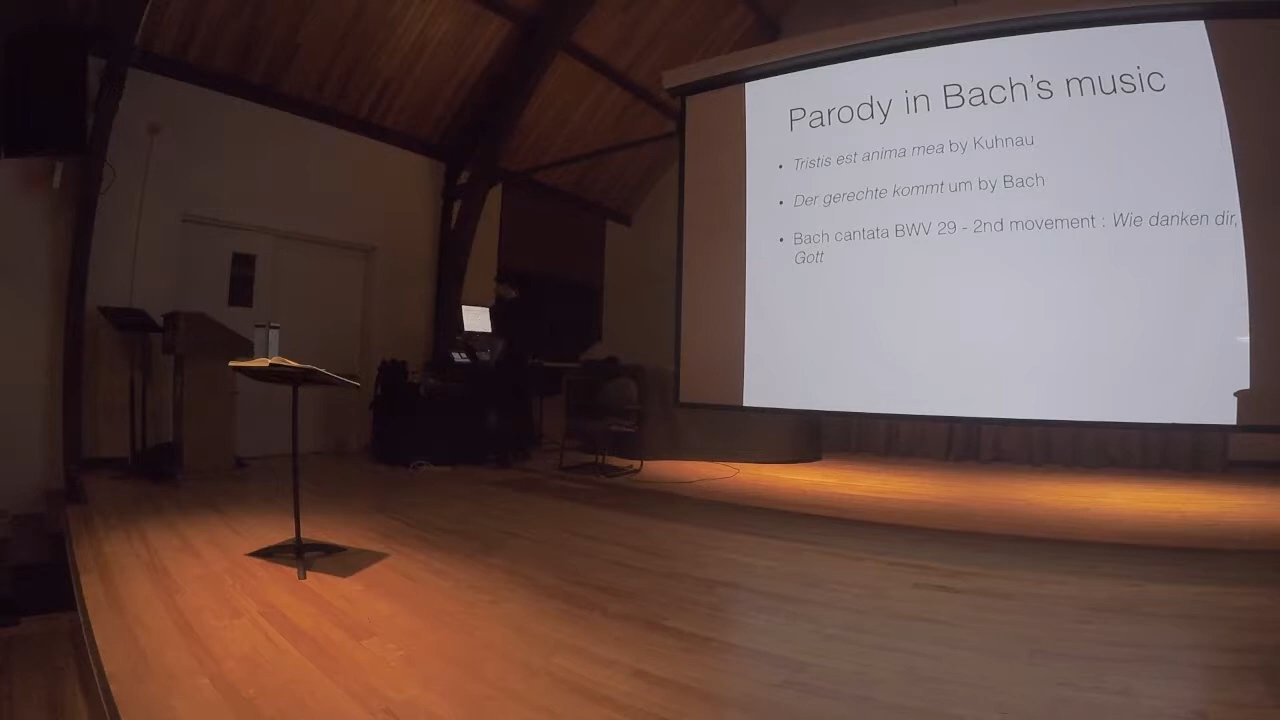 Parody in Bach's music
• Tristis est anima mea by Kuhnau
• Der gerechte kommt um by Bach
• Bach cantata BWV 29 - 2nd movement : Wie danken dir,
Gott